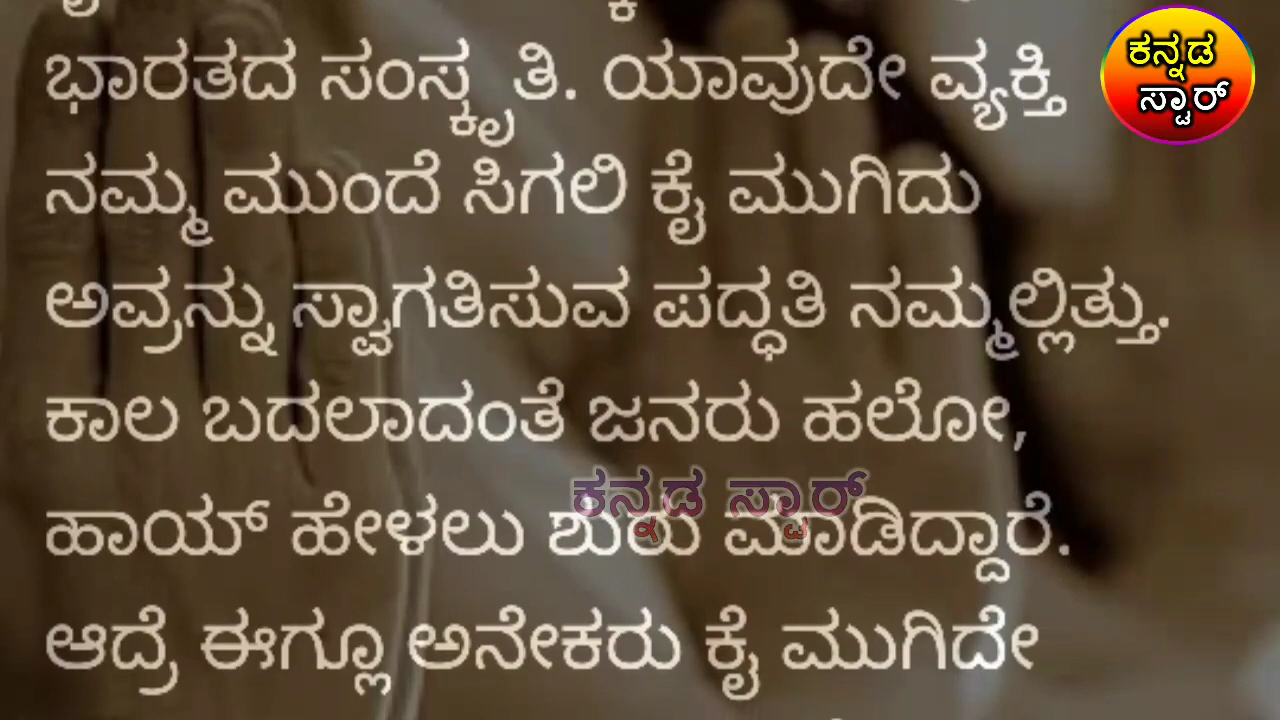 ಭಾರತದ ಸಂಸ್ಕೃತಿ. ಯಾವುದೇ ವ್ಯಕ್ತಿ
ನಮ್ಮ ಮುಂದೆ ಸಿಗಲಿ ಕೈ ಮುಗಿದು
ಅವ್ರನ್ನು ಸ್ವಾಗತಿಸುವ ಪದ್ಧತಿ ನಮ್ಮಲ್ಲಿತ್ತು.
ಕಾಲ ಬದಲಾದಂತೆ ಜನರು ಹಲೋ,
ಹಾಯ್ ಹೇಳಲು ಶುರು ಮಾಡಿದ್ದಾರೆ.
ಆದ್ರೆ ಈಗ್ಲೂ ಅನೇಕರು ಕೈ ಮುಗಿದೇ
ಕನ್ನಡ
ಸ್ಟಾರ್
ಕನ್ನಡ ಸ್ಟಾರ್